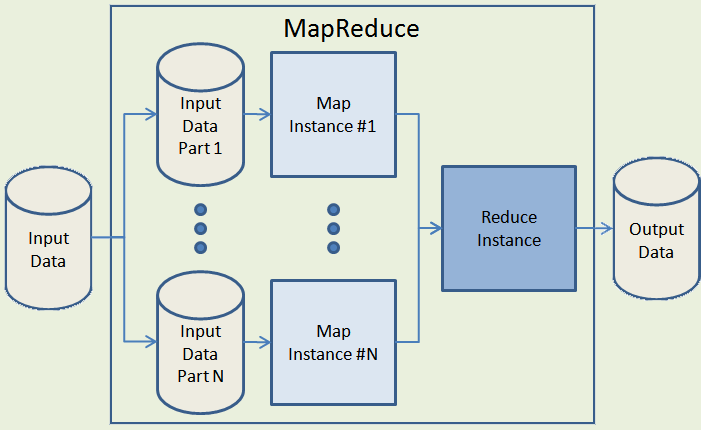 MapReduce
Input
Data
Part 1
Map
Instance #1
Input
Data
Reduce
Instance
Output
Data
Input
Data
Part N
Map
Instance #N